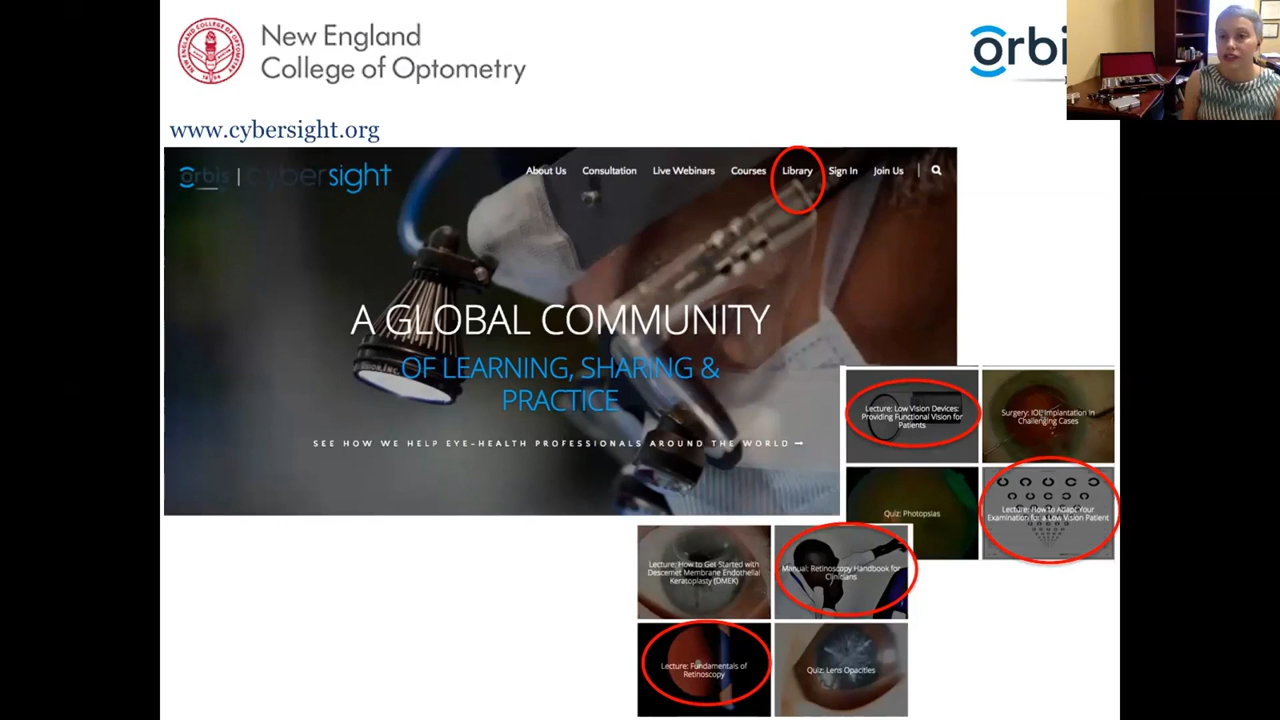 New England
College of Optometry
orbis
www.cybersight.org
orbis | cybersight
About Us Consultation Live Webinars Courses Library Sign In Join Us
A GLOBAL COMMUNITY
OF LEARNING, SHARING &
PRACTICE
SEE HOW WE HELP EYE-HEALTH PROFESSIONALS AROUND THE WORLD →
Lecture: Low Vision Devices:
Providing Functional Vision for
Patients
Surgery: IOL Implantation in
Challenging Cases
Quiz: Photopsias
Lecture: How to Adapt Your
Examination for a Low Vision Patient
Lecture: How to Get Started with
Descemet Membrane Endothelial
Keratoplasty (DMEK)
Manual: Retinoscopy Handbook for
Clinicians
Lecture: Fundamentals of
Retinoscopy
Quiz: Lens Opacities